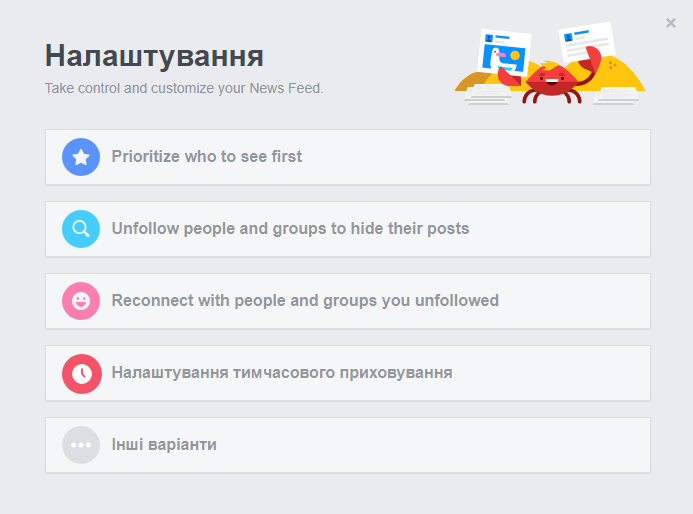 Налаштування
Take control and customize your News Feed.
Prioritize who to see first
Unfollow people and groups to hide their posts
Reconnect with people and groups you unfollowed
Налаштування тимчасового приховування
Інші варіанти